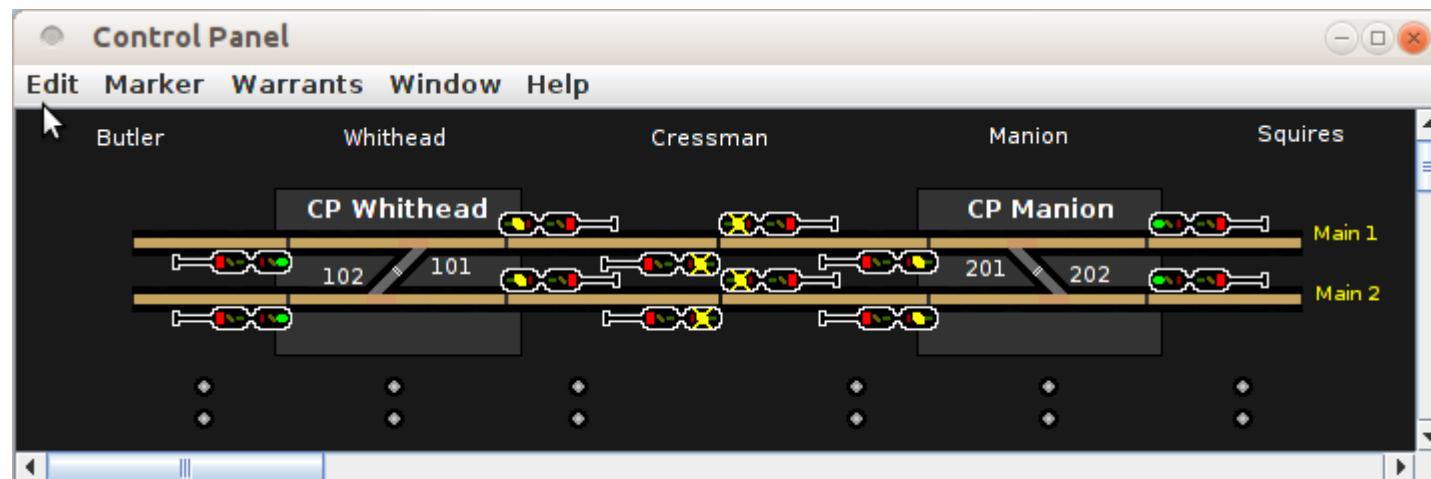 Control Panel
Edit Marker Warrants Window Help
Butler Whithead Cressman Manion Squires
CP Whithead CP Manion
Main 1
102 101 201 202
Main 2